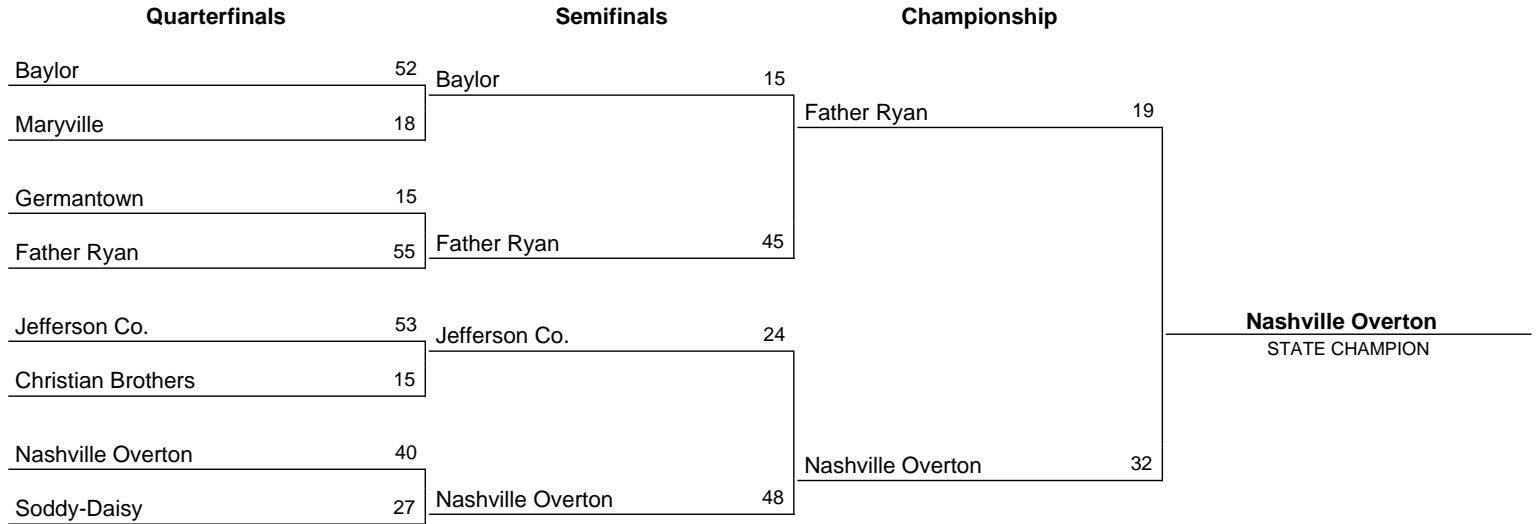 Quarterfinals Semifinals Championship
Baylor 52
Baylor 15
Maryville 18
Father Ryan 19
Germantown 15
Father Ryan 55
Father Ryan 45
Jefferson Co. 53
Jefferson Co. 24
Nashville Overton
STATE CHAMPION
Christian Brothers 15
Nashville Overton 40
Nashville Overton 32
Soddy-Daisy 27
Nashville Overton 48